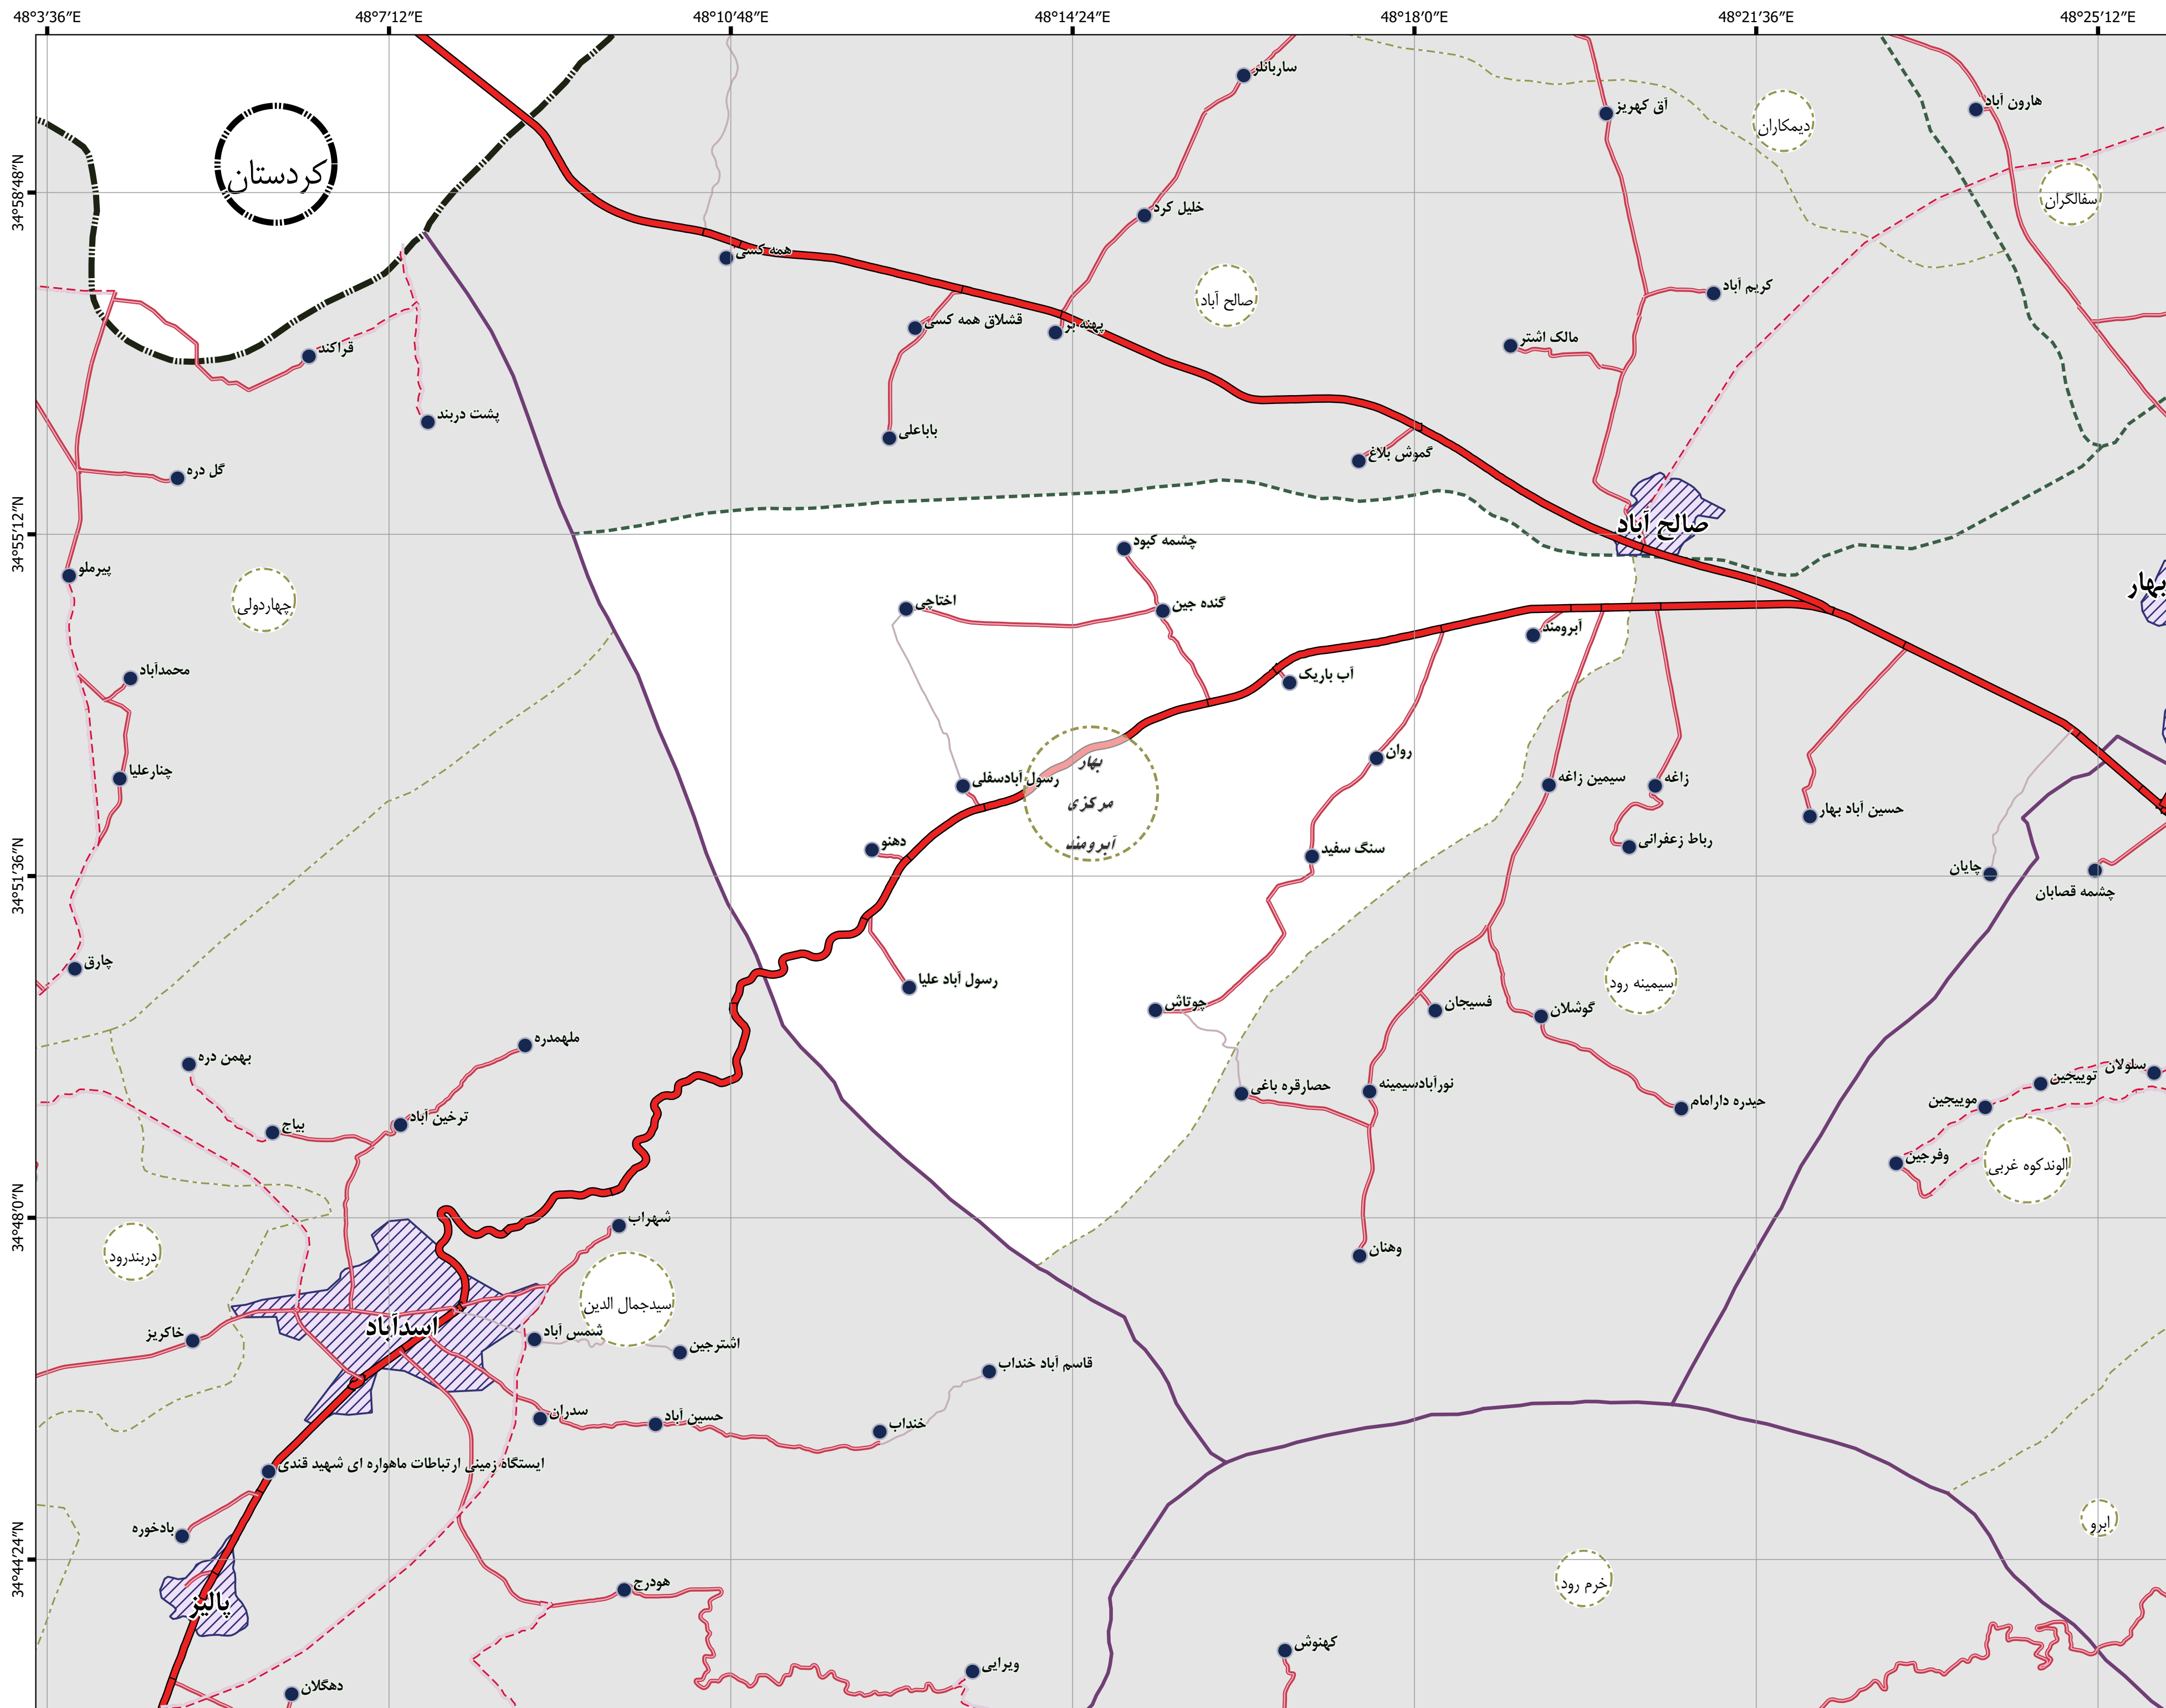 48°3'36"E 48°7'12"E 48°10'48"E 48°14'24"E 48°18'0"E 48°21'36"E 48°25'12"E
34°58'48"N
34°55'12"N
34°51'36"N
34°48'0"N
34°44'24"N
کردستان
ساربانلر
آق کهریز
دیمکاران
هارون آباد
سفالگران
خلیل کرد
همه کسی
صالح آباد
کریم آباد
قشلاق همه کسی
پهنه بر
مالک اشتر
قراکند
پشت دربند
باباعلی
گموش بلاغ
گل دره
صالح آباد
چشمه کبود
پیرملو
بهار
چهاردولی
اختاچی
گنده جین
آبرومند
محمدآباد
آب باریک
روان
بهار
مرکزی
آبرومند
چنارعلیا
رسول آبادسفلی
سیمین زاغه
زاغه
حسین آباد بهار
دهنو
سنگ سفید
رباط زعفرانی
چایان
چشمه قصابان
چارق
رسول آباد علیا
سیمینه رود
چوتاش
فسیجان
گوشلان
ملهمدره
بهمن دره
سلولان
توییجین
موییجین
حصارقره باغی
نورآبادسیمینه
حیدره دارامام
ترخین آباد
بیاج
وفرجین
الوندکوه غربی
شهراب
دربندرود
وهنان
سیدجمال الدین
خاکریز
اسدآباد
شمس آباد
اشترجین
قاسم آباد خنداب
سدران
حسین آباد
خنداب
ایستگاه زمینی ارتباطات ماهواره ای شهید قندی
بادخوره
ابرو
خرم رود
هودرج
پالیز
کهنوش
ویرایی
دهگلان